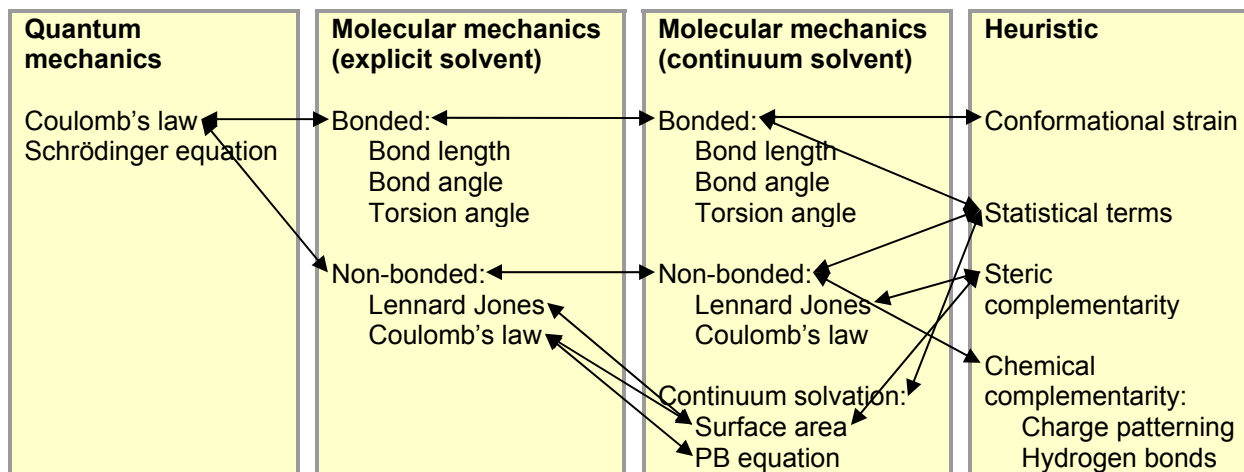 Quantum
mechanics
Coulomb's law
Schrödinger equation
Molecular mechanics
(explicit solvent)
Bonded:
Bond length
Bond angle
Torsion angle
Non-bonded:
Lennard Jones
Coulomb's law
Molecular mechanics
(continuum solvent)
Bonded:
Bond length
Bond angle
Torsion angle
Non-bonded:
Lennard Jones
Coulomb's law
Continuum solvation:
Surface area
PB equation
Heuristic
Conformational strain
Statistical terms
Steric
complementarity
Chemical
complementarity:
Charge patterning
Hydrogen bonds